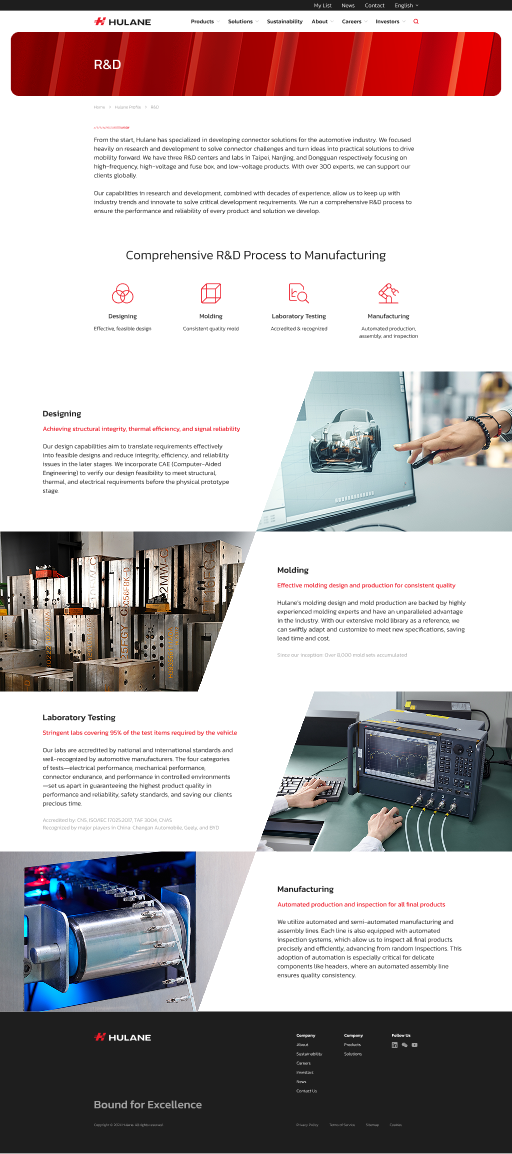 My List News Contact English
HULANE
Products Solutions Sustainability About Careers Investors
R&D
Home > Hulane Profile > R&D
From the start, Hulane has specialized in developing connector solutions for the automotive industry. We focused
heavily on research and development to solve connector challenges and turn ideas into practical solutions to drive
mobility forward. We have three R&D centers and labs in Taipei, Nanjing, and Dongguan respectively focusing on
high-frequency, high-voltage and fuse box, and low-voltage products. With over 300 experts, we can support our
clients globally.
Our capabilities in research and development, combined with decades of experience, allow us to keep up with
industry trends and innovate to solve critical development requirements. We run a comprehensive R&D process to
ensure the performance and reliability of every product and solution we develop.
Comprehensive R&D Process to Manufacturing
Designing
Effective, feasible design
Molding
Consistent quality mold
Laboratory Testing
Accredited & recognized
Manufacturing
Automated production,
assembly, and inspection
Designing
Achieving structural integrity, thermal efficiency, and signal reliability
Our design capabilities aim to translate requirements effectively
into feasible designs and reduce integrity, efficiency, and reliability
issues in the later stages. We incorporate CAE (Computer-Aided
Engineering) to verify our design feasibility to meet structural,
thermal, and electrical requirements before the physical prototype
stage.
Molding
Effective molding design and production for consistent quality
Hulane's molding design and mold production are backed by highly
experienced molding experts and have an unparalleled advantage
in the industry. With our extensive mold library as a reference, we
can swiftly adapt and customize to meet new specifications, saving
lead time and cost.
Since our inception: Over 8,000 mold sets accumulated
Laboratory Testing
Stringent labs covering 95% of the test items required by the vehicle
Our labs are accredited by national and international standards and
well-recognized by automotive manufacturers. The four categories
of tests—electrical performance, mechanical performance,
connector endurance, and performance in controlled environments
—set us apart in guaranteeing the highest product quality in
performance and reliability, safety standards, and saving our clients
precious time.
Recognized by major players in China: Changan Automobile, Geely, and BYD
Manufacturing
Automated production and inspection for all final products
We utilize automated and semi-automated manufacturing and
assembly lines. Each line is also equipped with automated
inspection systems, which allow us to inspect all final products
precisely and efficiently, advancing from random inspections. This
adoption of automation is especially critical for delicate
components like headers, where an automated assembly line
ensures quality consistency.
HULANE
Company Company Follow Us
About Products
Sustainability Solutions
Careers
Investors
News
Contact Us
Bound for Excellence
Privacy Policy Terms of Service Sitemap Cookies